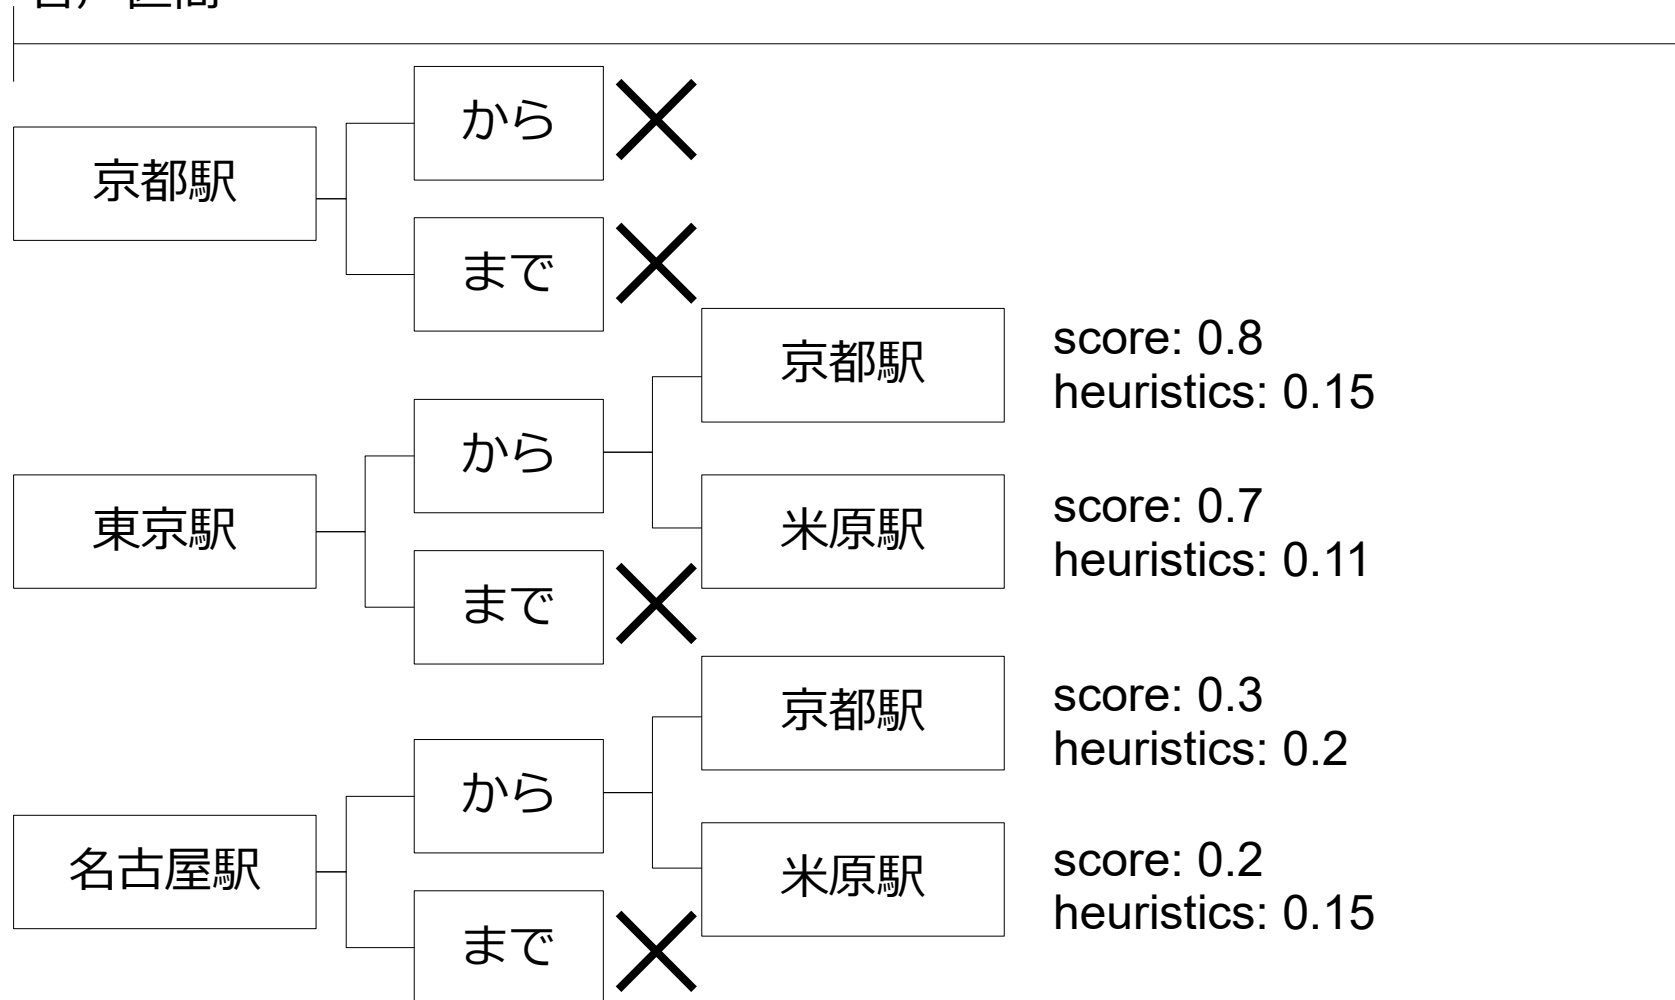 京都駅
から
まで
東京駅
から
京都駅
score: 0.8
heuristics: 0.15
米原駅
score: 0.7
heuristics: 0.11
まで
名古屋駅
から
京都駅
score: 0.3
heuristics: 0.2
米原駅
score: 0.2
heuristics: 0.15
まで